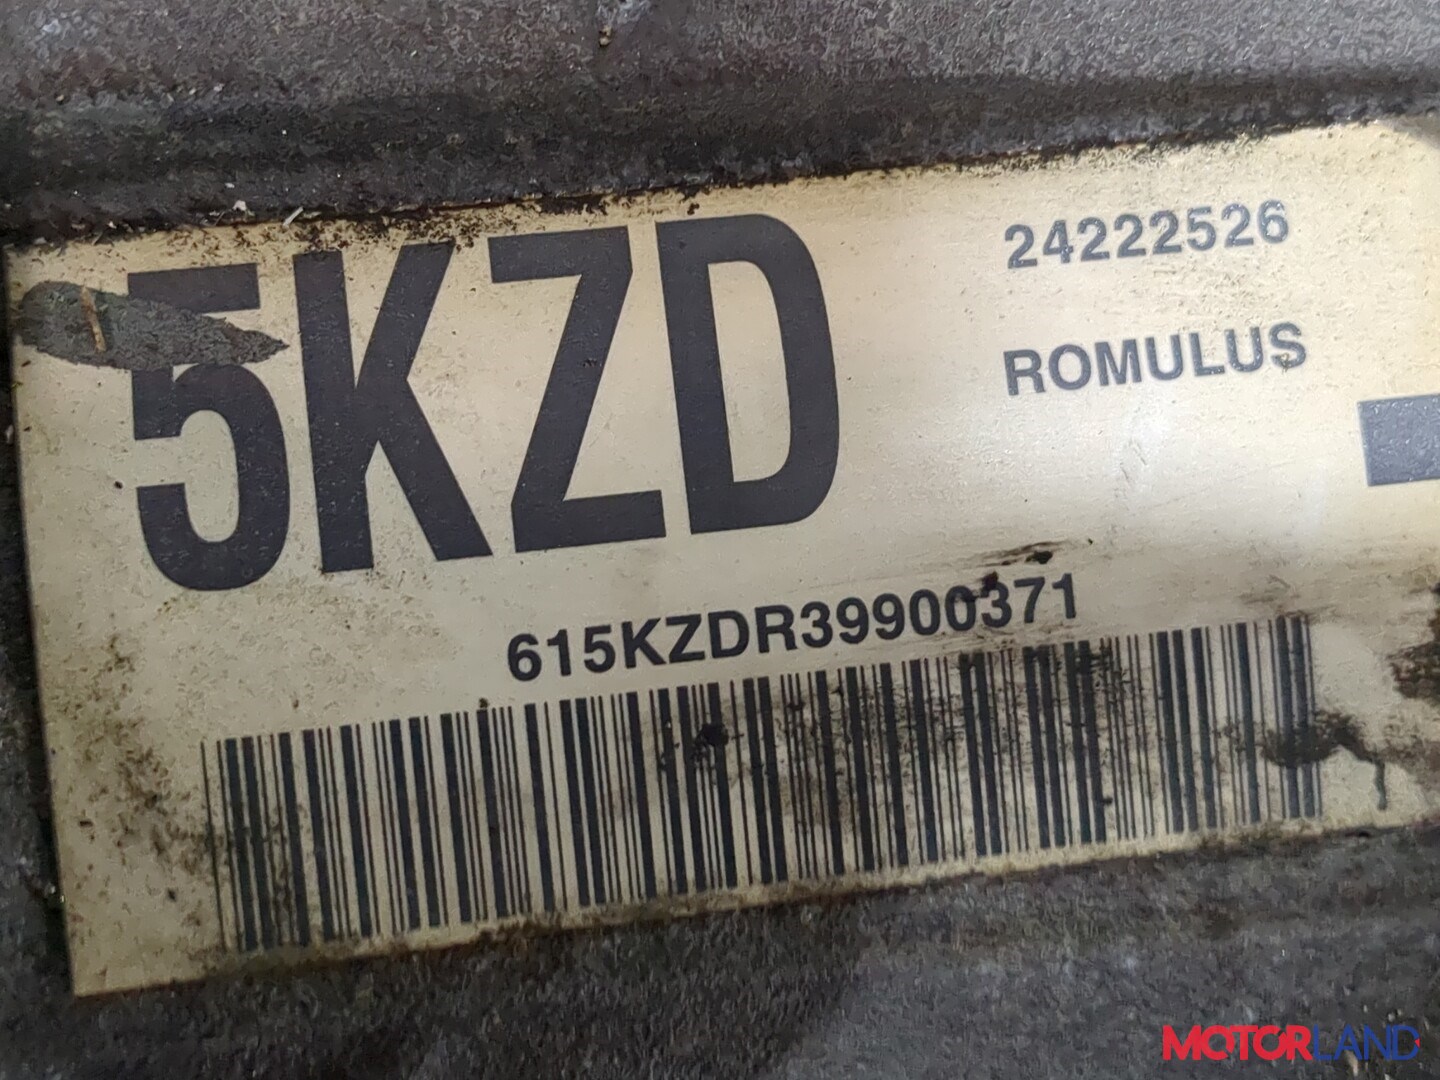 5KZD
24222526
ROMULUS
615KZDR39900371
MOTORLAND